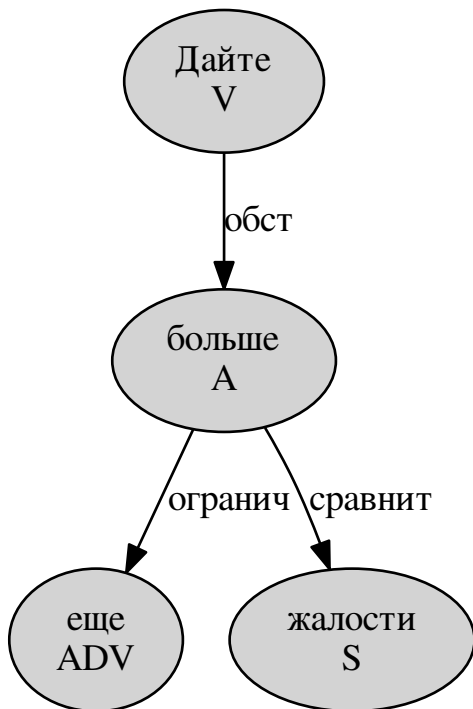 Дайте
V
обст
больше
A
огранич
сравнит
еще
ADV
жалости
S